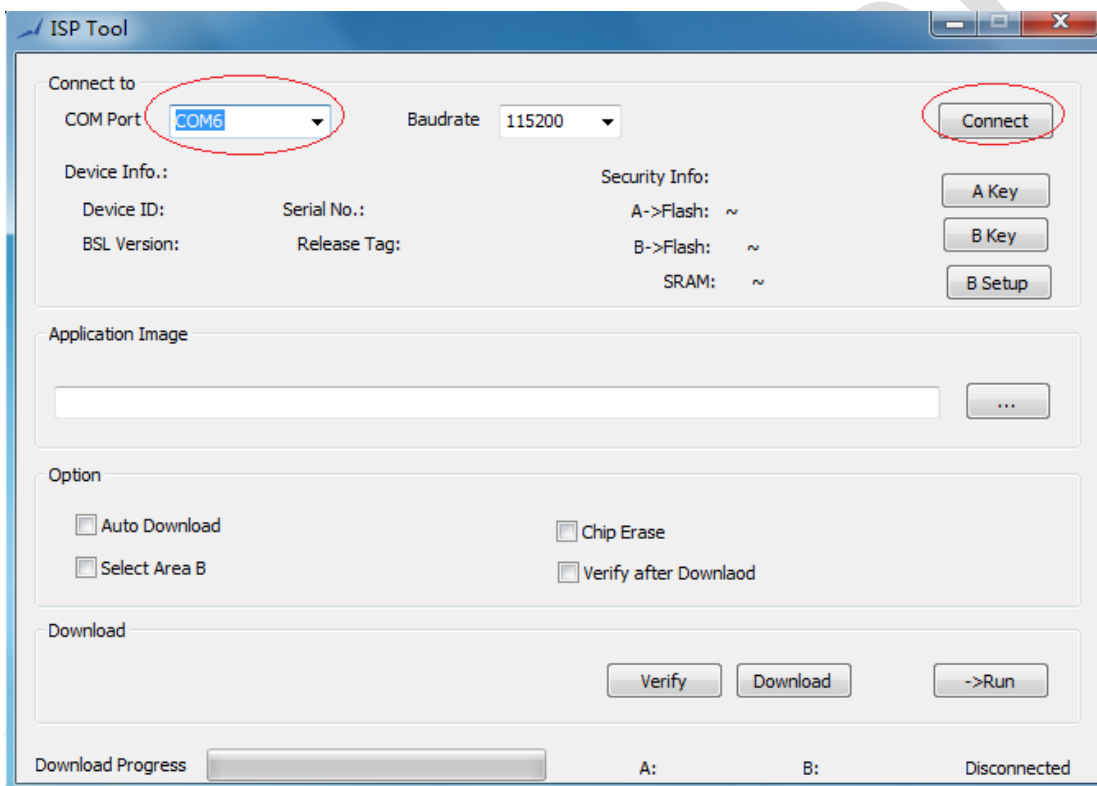 ISP Tool
Connect to
COM Port COM6 Baudrate 115200 Connect
Device Info.: Security Info:
A Key
Device ID: Serial No.: A->Flash: ~
BSL Version: Release Tag: B->Flash: ~ B Key
SRAM: ~ B Setup
Application Image
...
Option
Auto Download Chip Erase
Select Area B Verify after Downlaod
Download
Verify Download ->Run
Download Progress A: B: Disconnected